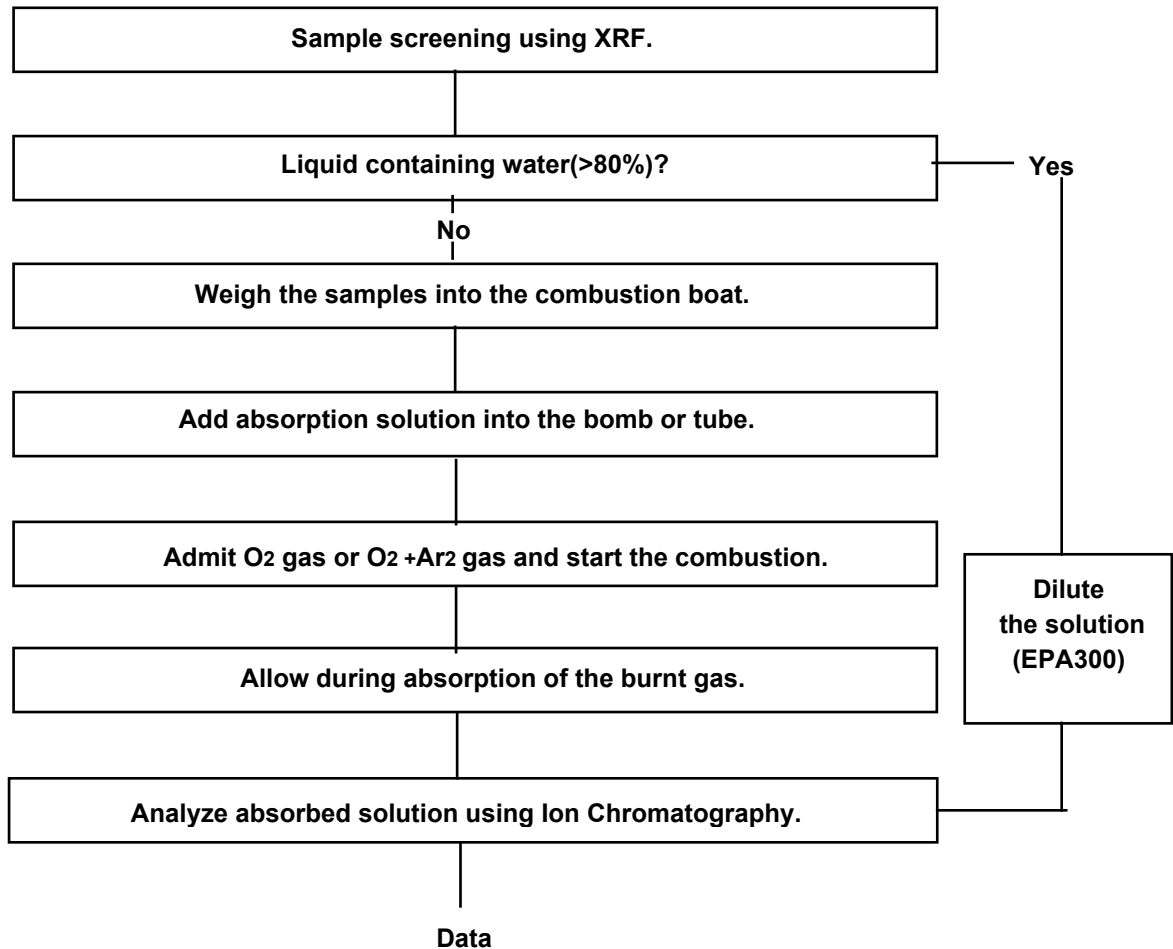 Sample screening using XRF.
Liquid containing water(>80%)?
Yes
No
Weigh the samples into the combustion boat.
Add absorption solution into the bomb or tube.
Admit O2 gas or O2 +Ar2 gas and start the combustion.
Dilute
the solution
(EPA300)
Allow during absorption of the burnt gas.
Analyze absorbed solution using Ion Chromatography.
Data